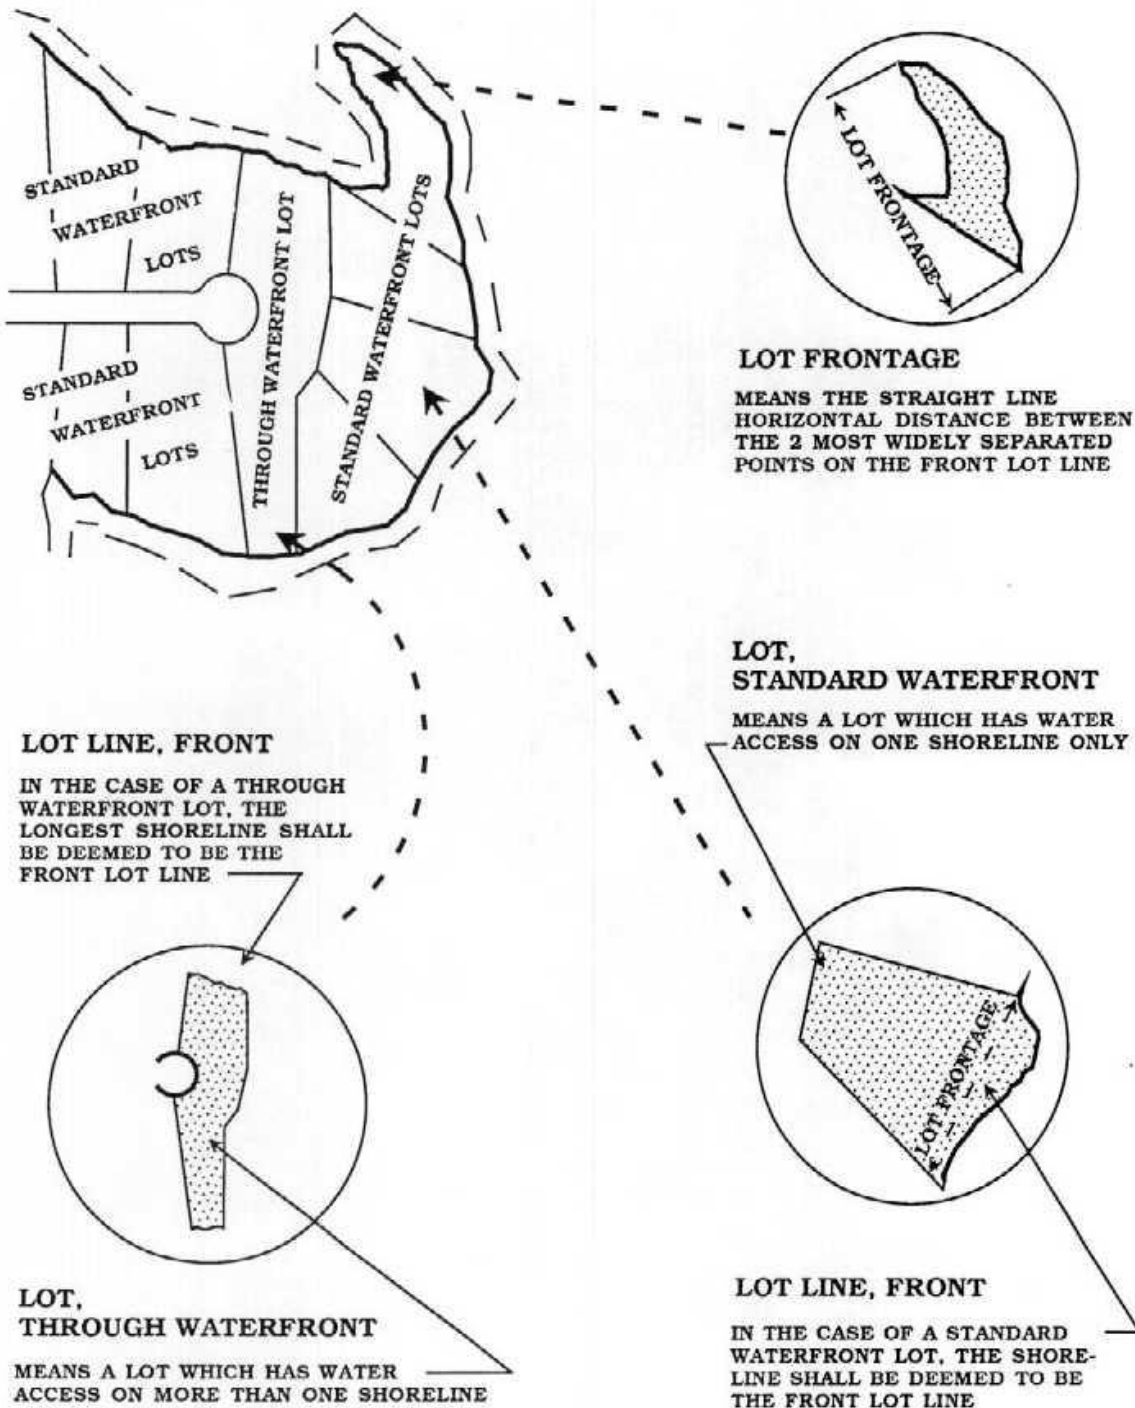 STANDARD
WATERFRONT
LOTS
STANDARD
WATERFRONT
LOTS
THROUGH WATERFRONT LOT
STANDARD WATERFRONT LOTS
LOT FRONTAGE
LOT FRONTAGE
MEANS THE STRAIGHT LINE
HORIZONTAL DISTANCE BETWEEN
THE 2 MOST WIDELY SEPARATED
POINTS ON THE FRONT LOT LINE
LOT,
STANDARD WATERFRONT
MEANS A LOT WHICH HAS WATER
ACCESS ON ONE SHORELINE ONLY
LOT LINE, FRONT
IN THE CASE OF A THROUGH
WATERFRONT LOT, THE
LONGEST SHORELINE SHALL
BE DEEMED TO BE THE
FRONT LOT LINE
LOT FRONTAGE
LOT,
THROUGH WATERFRONT
MEANS A LOT WHICH HAS WATER
ACCESS ON MORE THAN ONE SHORELINE
LOT LINE, FRONT
IN THE CASE OF A STANDARD
WATERFRONT LOT, THE SHORE-
LINE SHALL BE DEEMED TO BE
THE FRONT LOT LINE